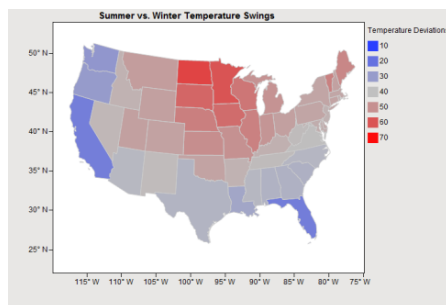 Summer vs. Winter Temperature Swings
Temperature Deviations
10
20
30
40
50
60
70
50° N
45° N
40° N
35° N
30° N
25° N
115° W 110° W 105° W 100° W 95° W 90° W 85° W 80° W 75° W